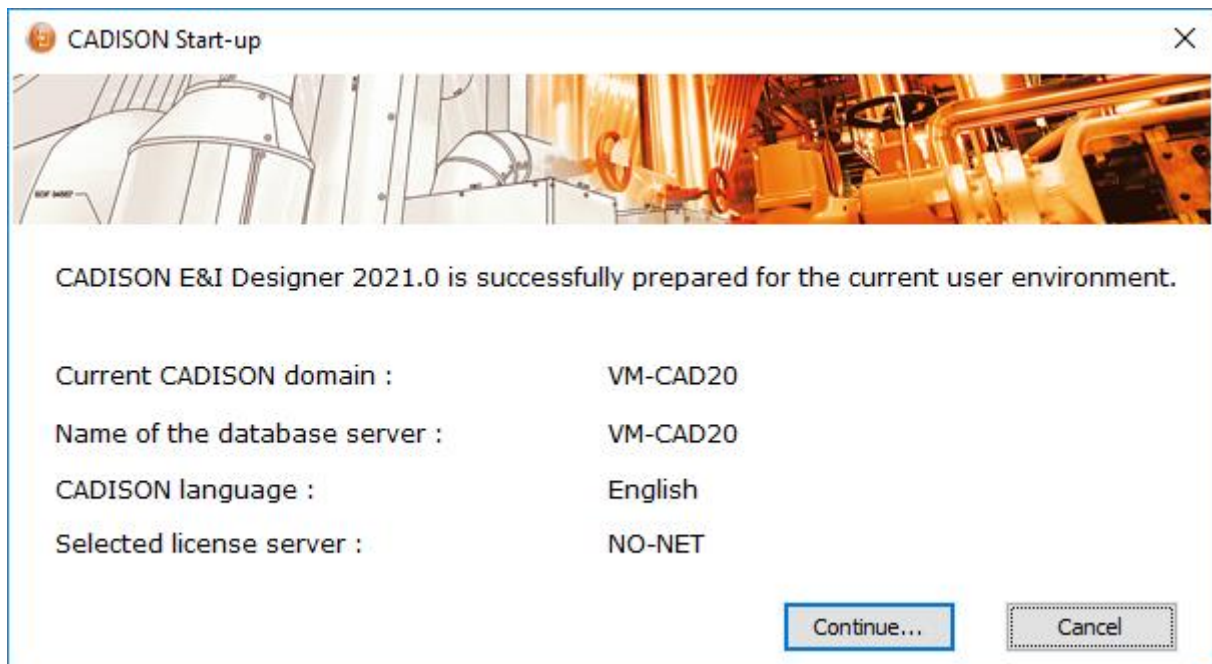 CADISON Start-up
CADISON E&I Designer 2021.0 is successfully prepared for the current user environment.
Current CADISON domain : VM-CAD20
Name of the database server : VM-CAD20
CADISON language : English
Selected license server : NO-NET
Continue... Cancel